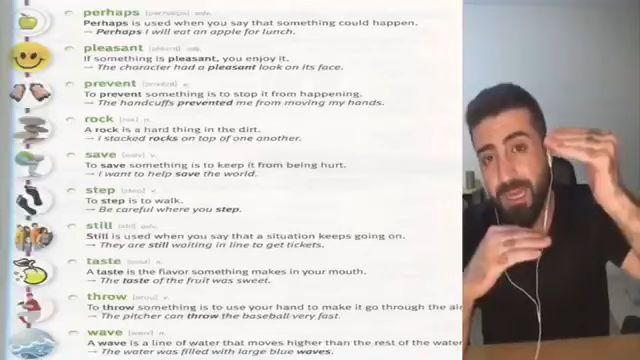 perhaps adv.
Perhaps is used when you say that something could happen.
→ Perhaps I will eat an apple for lunch.
pleasant adj.
If something is pleasant, you enjoy it.
→ The character had a pleasant look on its face.
prevent v.
To prevent something is to stop it from happening.
→ The handcuffs prevented me from moving my hands.
rock n.
A rock is a hard thing in the dirt.
→ I stacked rocks on top of one another.
save v.
To save something is to keep it from being hurt.
→ I want to help save the world.
step v.
To step is to walk.
→ Be careful where you step.
still adv.
Still is used when you say that a situation keeps going on.
→ They are still waiting in line to get tickets.
taste n.
A taste is the flavor something makes in your mouth.
→ The taste of the fruit was sweet.
throw v.
To throw something is to use your hand to make it go through the
→ The pitcher can throw the baseball very fast.
wave n.
A wave is a line of water that moves higher than the rest of the water
→ The water was filled with large blue waves.